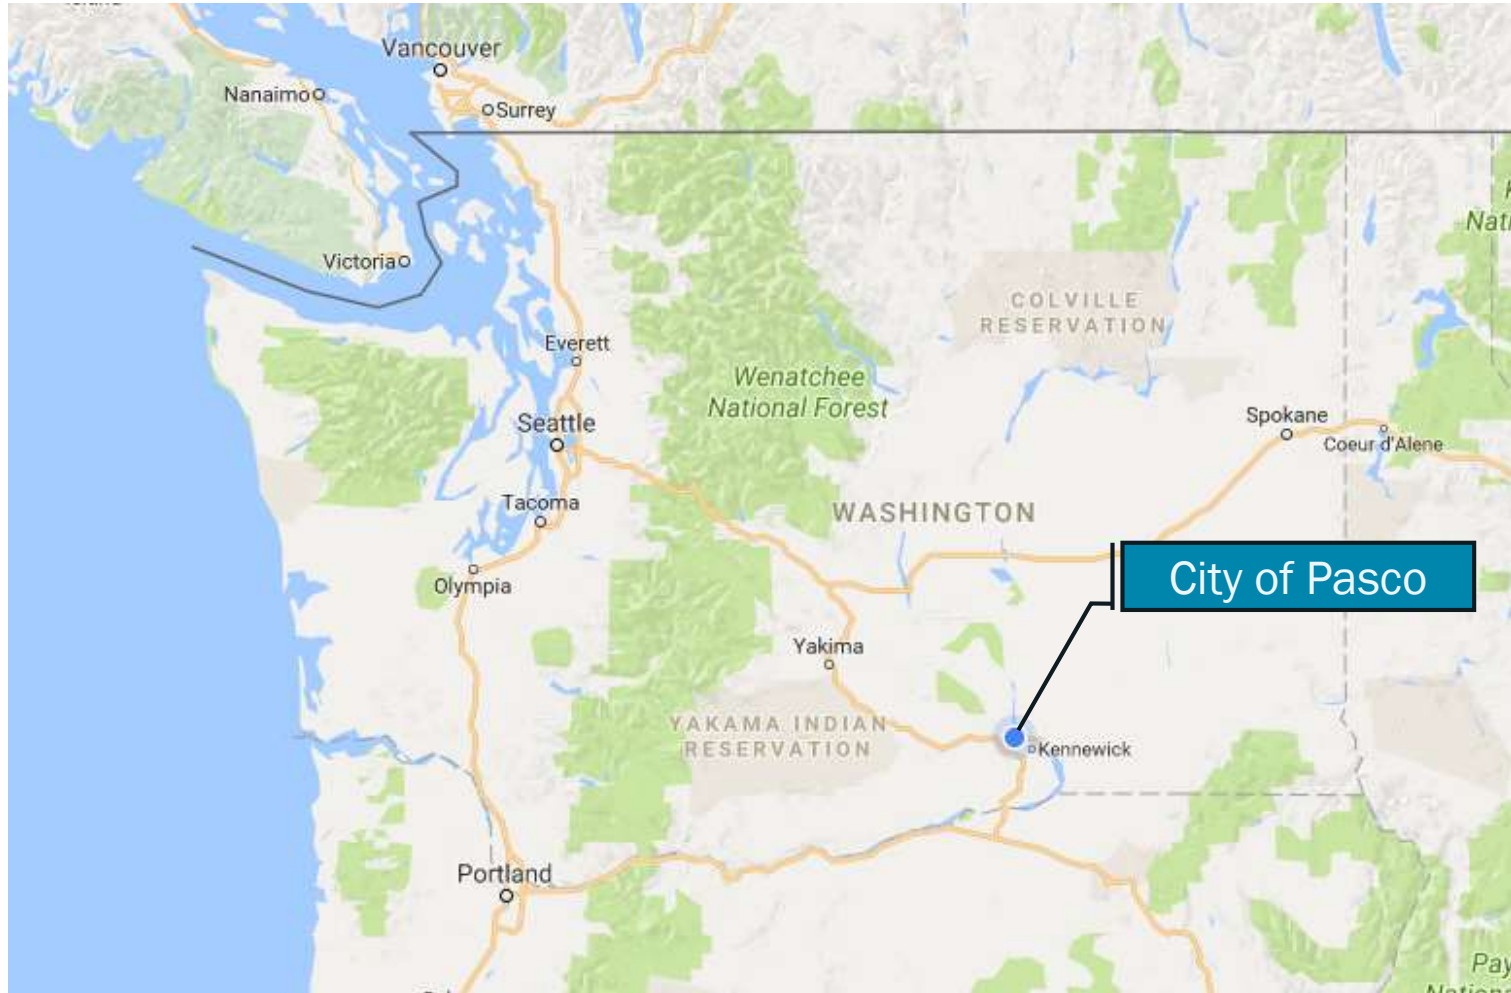 Vancouver
Nanaimo
Surrey
Victoria
COLVILLE
RESERVATION
Everett
Wenatchee
National Forest
Seattle
Spokane
Coeur d'Alene
Tacoma
WASHINGTON
Olympia
City of Pasco
Yakima
YAKAMA INDIAN
RESERVATION
Kennewick
Portland